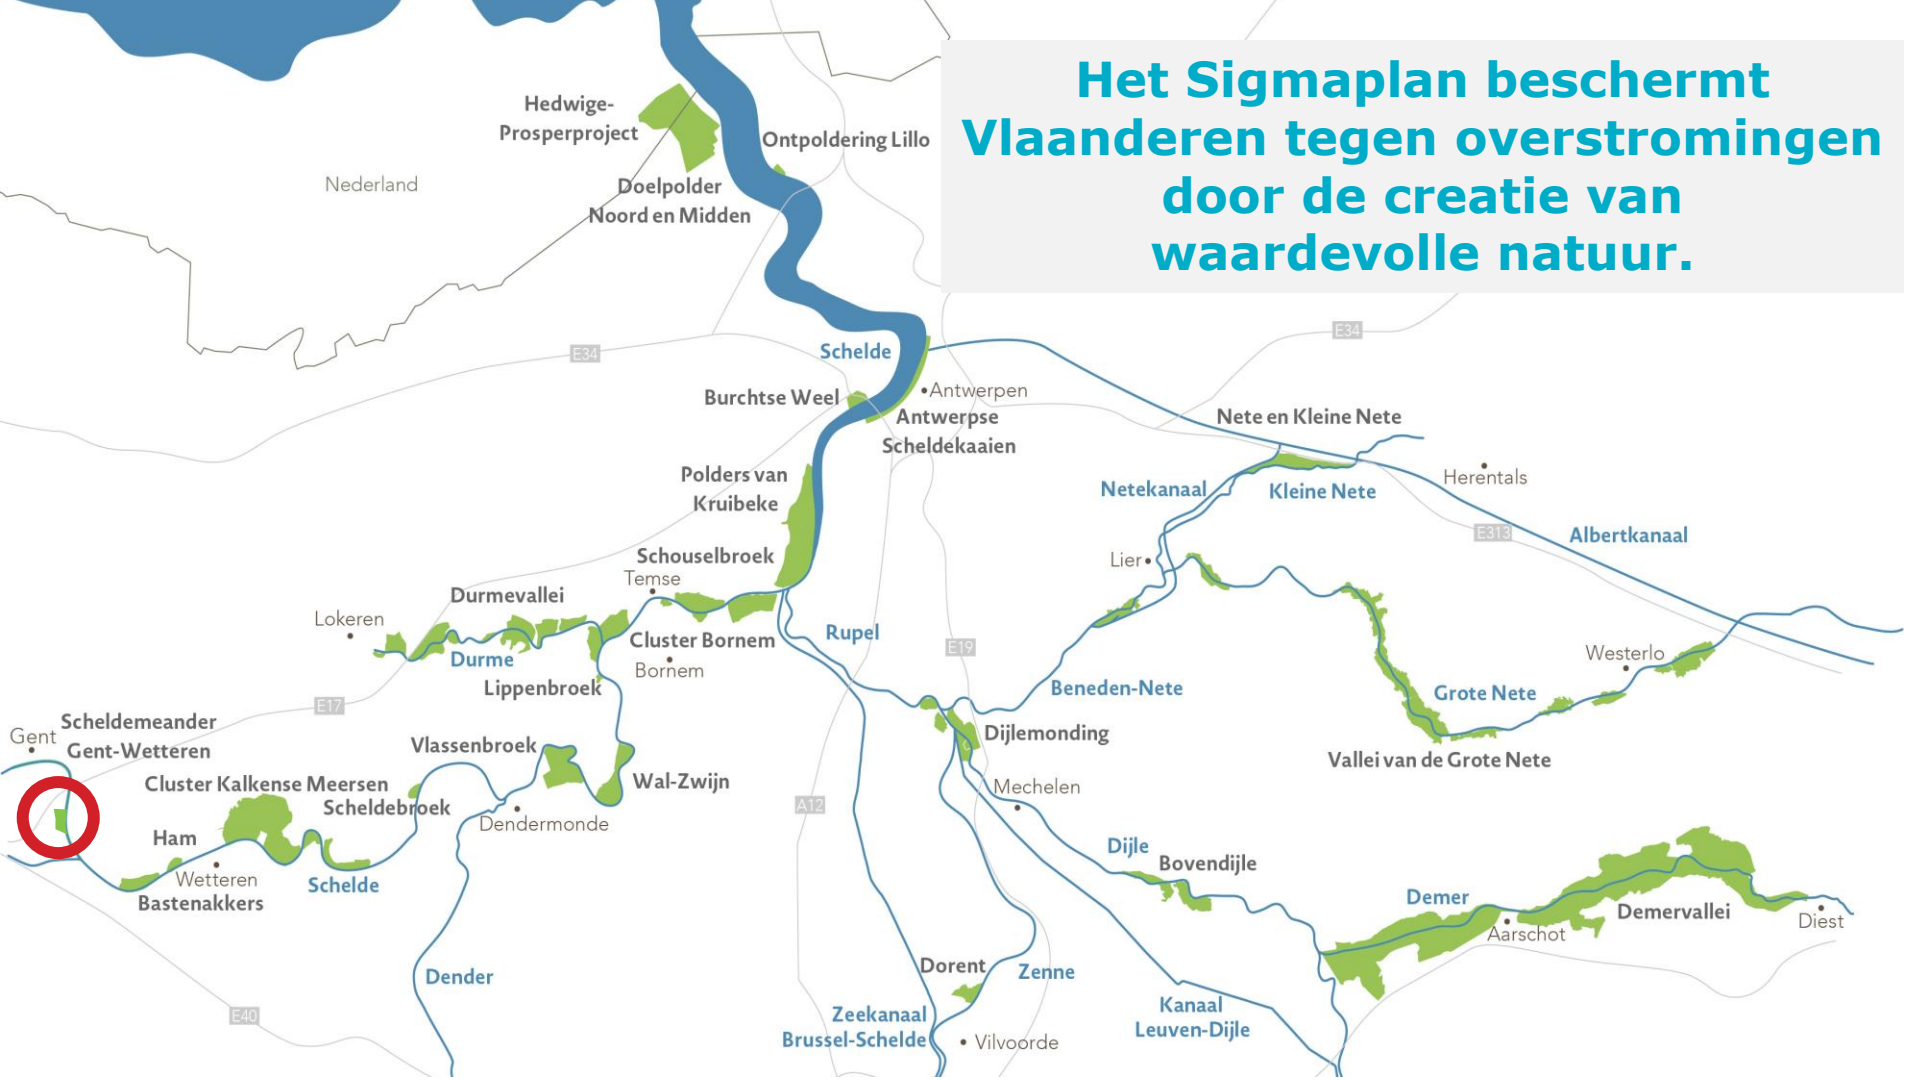 Het Sigmaplan beschermt
Vlaanderen tegen overstromingen
door de creatie van
waardevolle natuur.
Hedwige-
Prosperproject
Ontpoldering Lillo
Nederland
Doelpolder
Noord en Midden
E34
E34
Schelde
Burchtse Weel
Antwerpen
Antwerpse
Scheldekaaien
Nete en Kleine Nete
Polders van
Kruibeke
Netekanaal
Kleine Nete
Herentals
E313
Albertkanaal
Schouselbroek
Temse
Lier
Durmevallei
Lokeren
Durme
Cluster Bornem
Bornem
Rupel
E19
Westerlo
Lippenbroek
Beneden-Nete
Grote Nete
E17
Scheldemeander
Gent-Wetteren
Gent
Vlassenbroek
Dijlemonding
Vallei van de Grote Nete
Cluster Kalkense Meersen
Wal-Zwijn
Mechelen
Scheldebroek
A12
Dendermonde
Ham
Dijle
Bovendijle
Wetteren
Schelde
Bastenakkers
Demer
Demervallei
Aarschot
Diest
Dender
Dorent
Zenne
E40
Zeekanaal
Brussel-Schelde
Kanaal
Leuven-Dijle
Vilvoorde